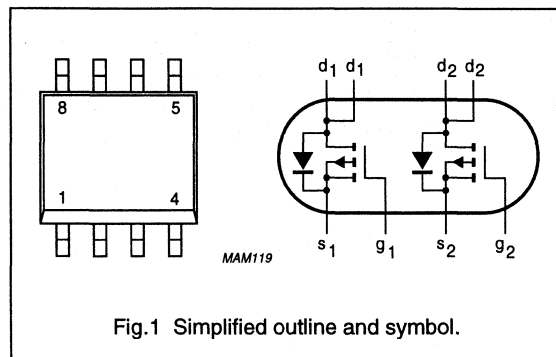 d1 d1 d2 d2
8 5
1 4
MAM119
s1 g1 s2 g2
Fig.1 Simplified outline and symbol.